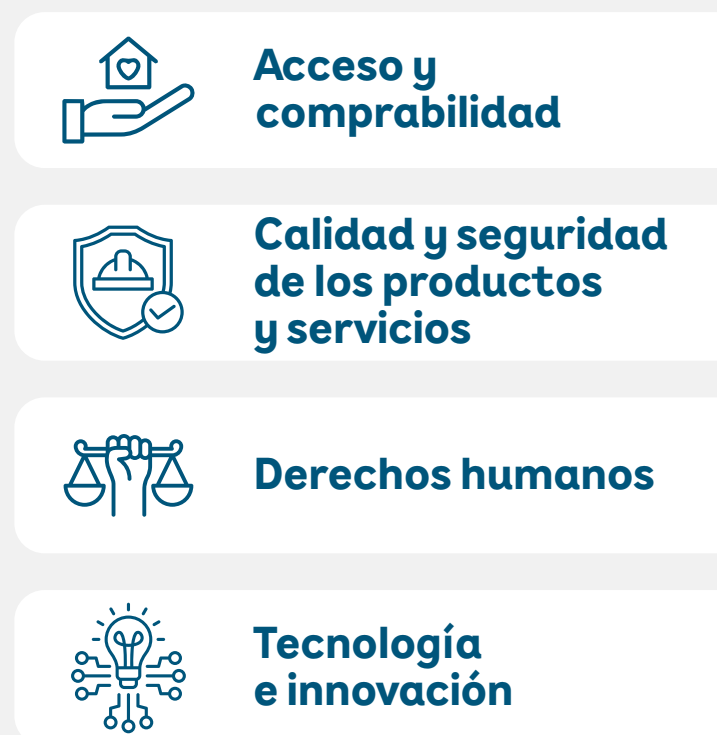 Acceso y
comprabilidad
Calidad y seguridad
de los productos
y servicios
Derechos humanos
Tecnología
e innovación